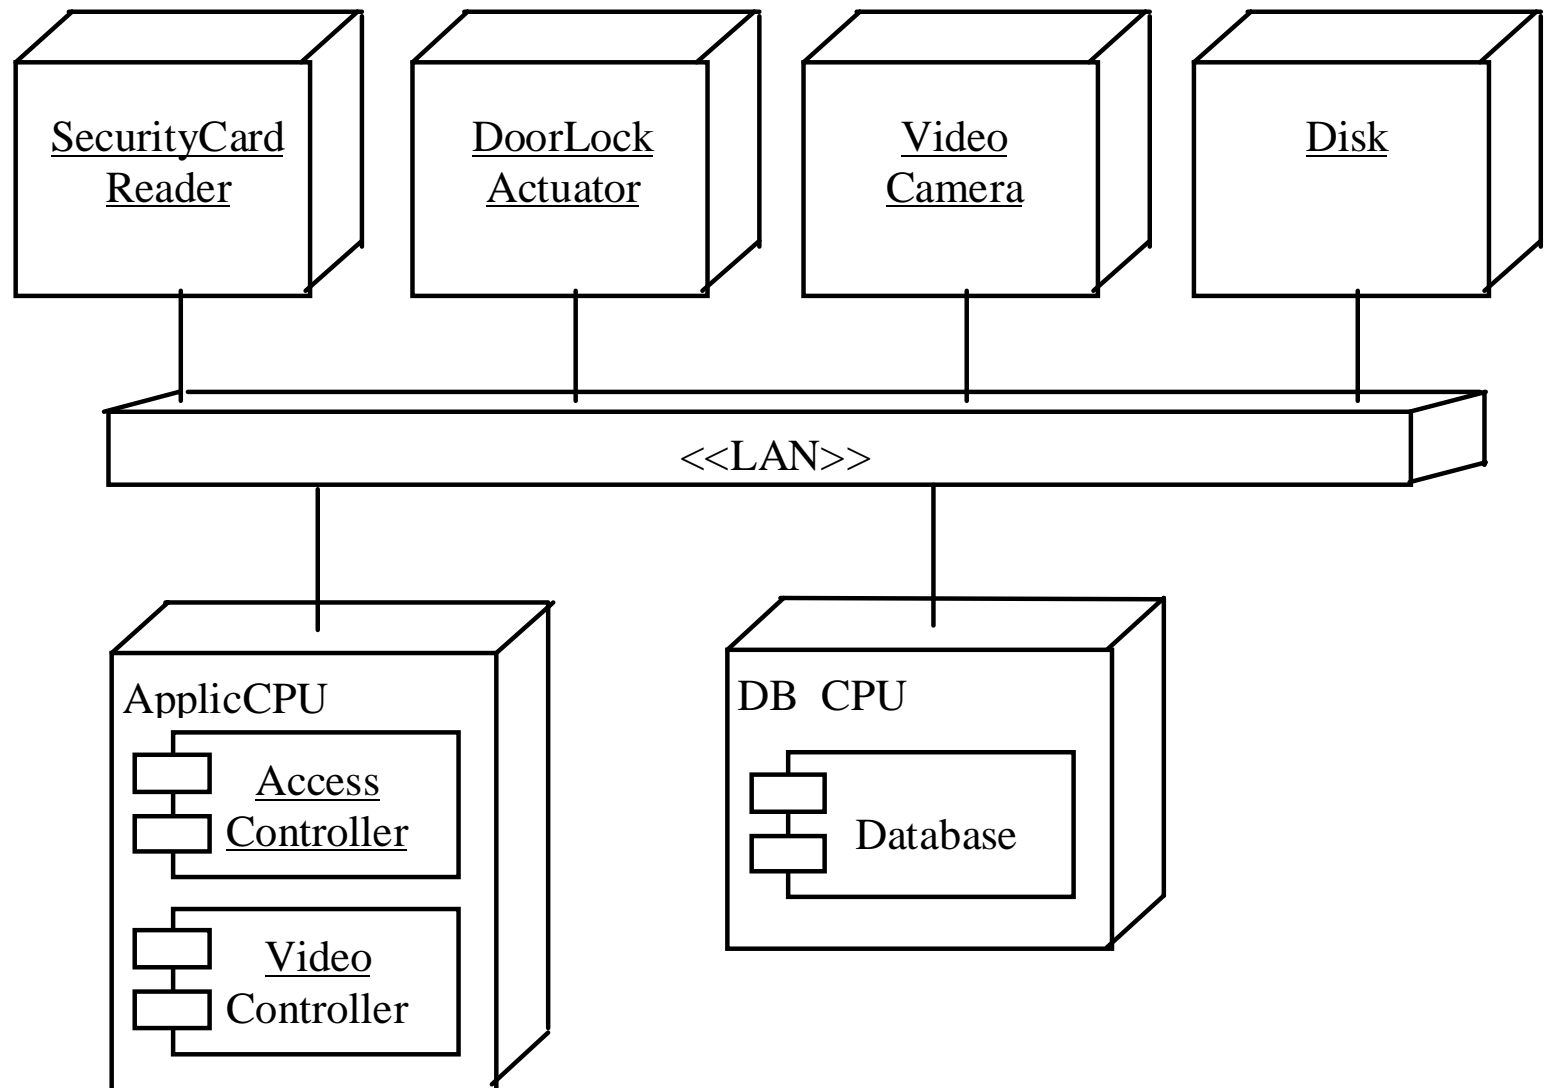 SecurityCard
Reader
DoorLock
Actuator
Video
Camera
Disk
<<LAN>>
ApplicCPU
Access
Controller
Video
Controller
DB CPU
Database